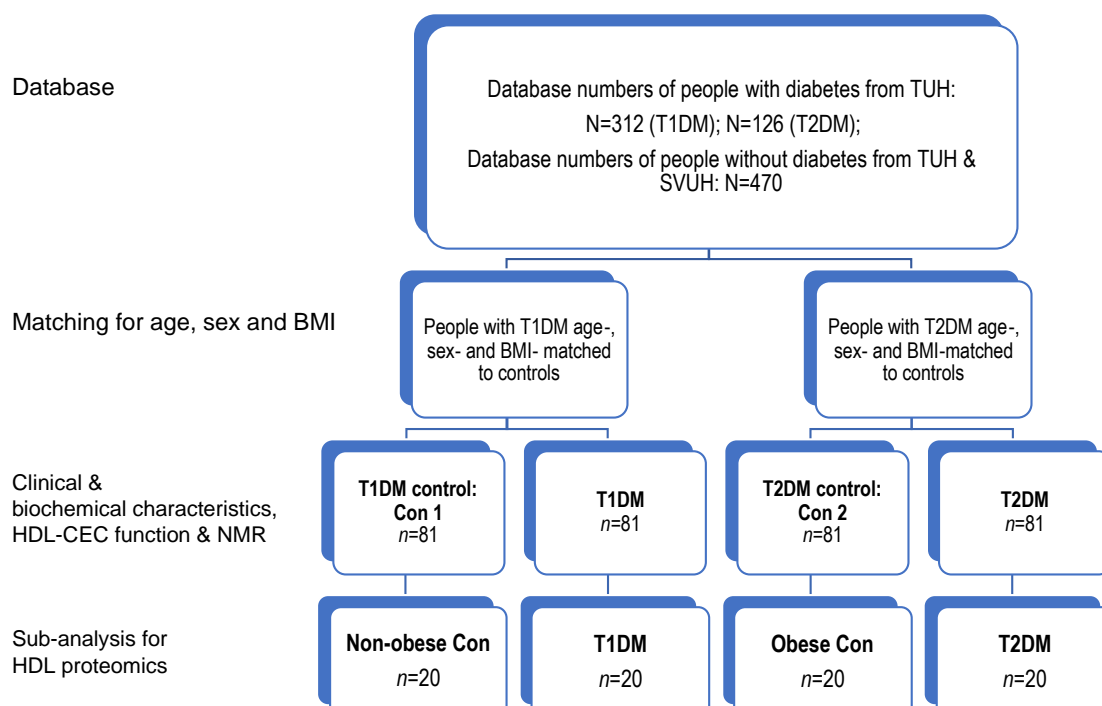 Database
Database numbers of people with diabetes from TUH:
N=312 (T1DM); N=126 (T2DM);
Database numbers of people without diabetes from TUH &
SVUH: N=470
Matching for age, sex and BMI
People with T1DM age-,
sex- and BMI- matched
to controls
People with T2DM age-,
sex- and BMI-matched
to controls
Clinical &
biochemical characteristics,
HDL-CEC function & NMR
T1DM control:
Con 1
n=81
T1DM
n=81
T2DM control:
Con 2
n=81
T2DM
n=81
Sub-analysis for
HDL proteomics
Non-obese Con
n=20
T1DM
n=20
Obese Con
n=20
T2DM
n=20